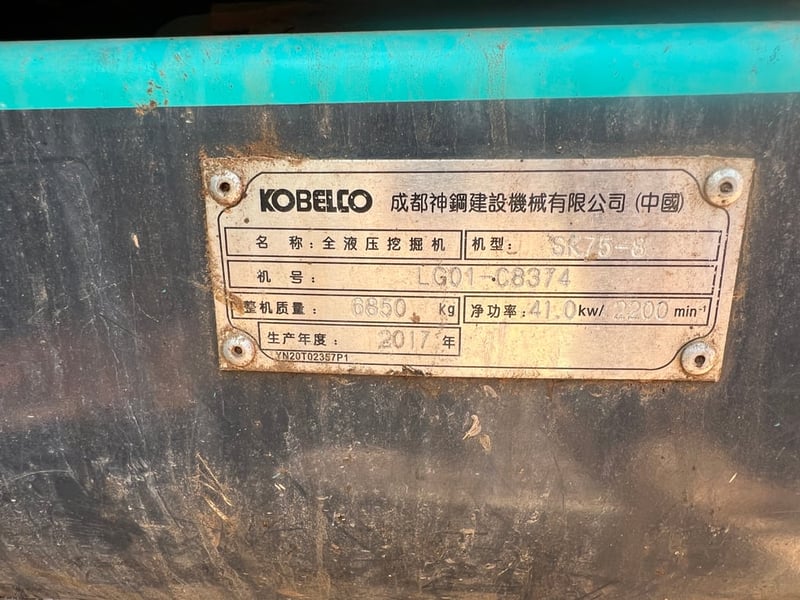 KOBELCO 成都神鋼建設機械有限公司 (中國)
名 称: 全液压挖掘机 机型: SK75-8
机 号: LG01-C8374
整机质量: 6850 kg 净功率: 41.0 kw/ 2200 min⁻¹
生产年度: 2017 年
YN20T02357P1